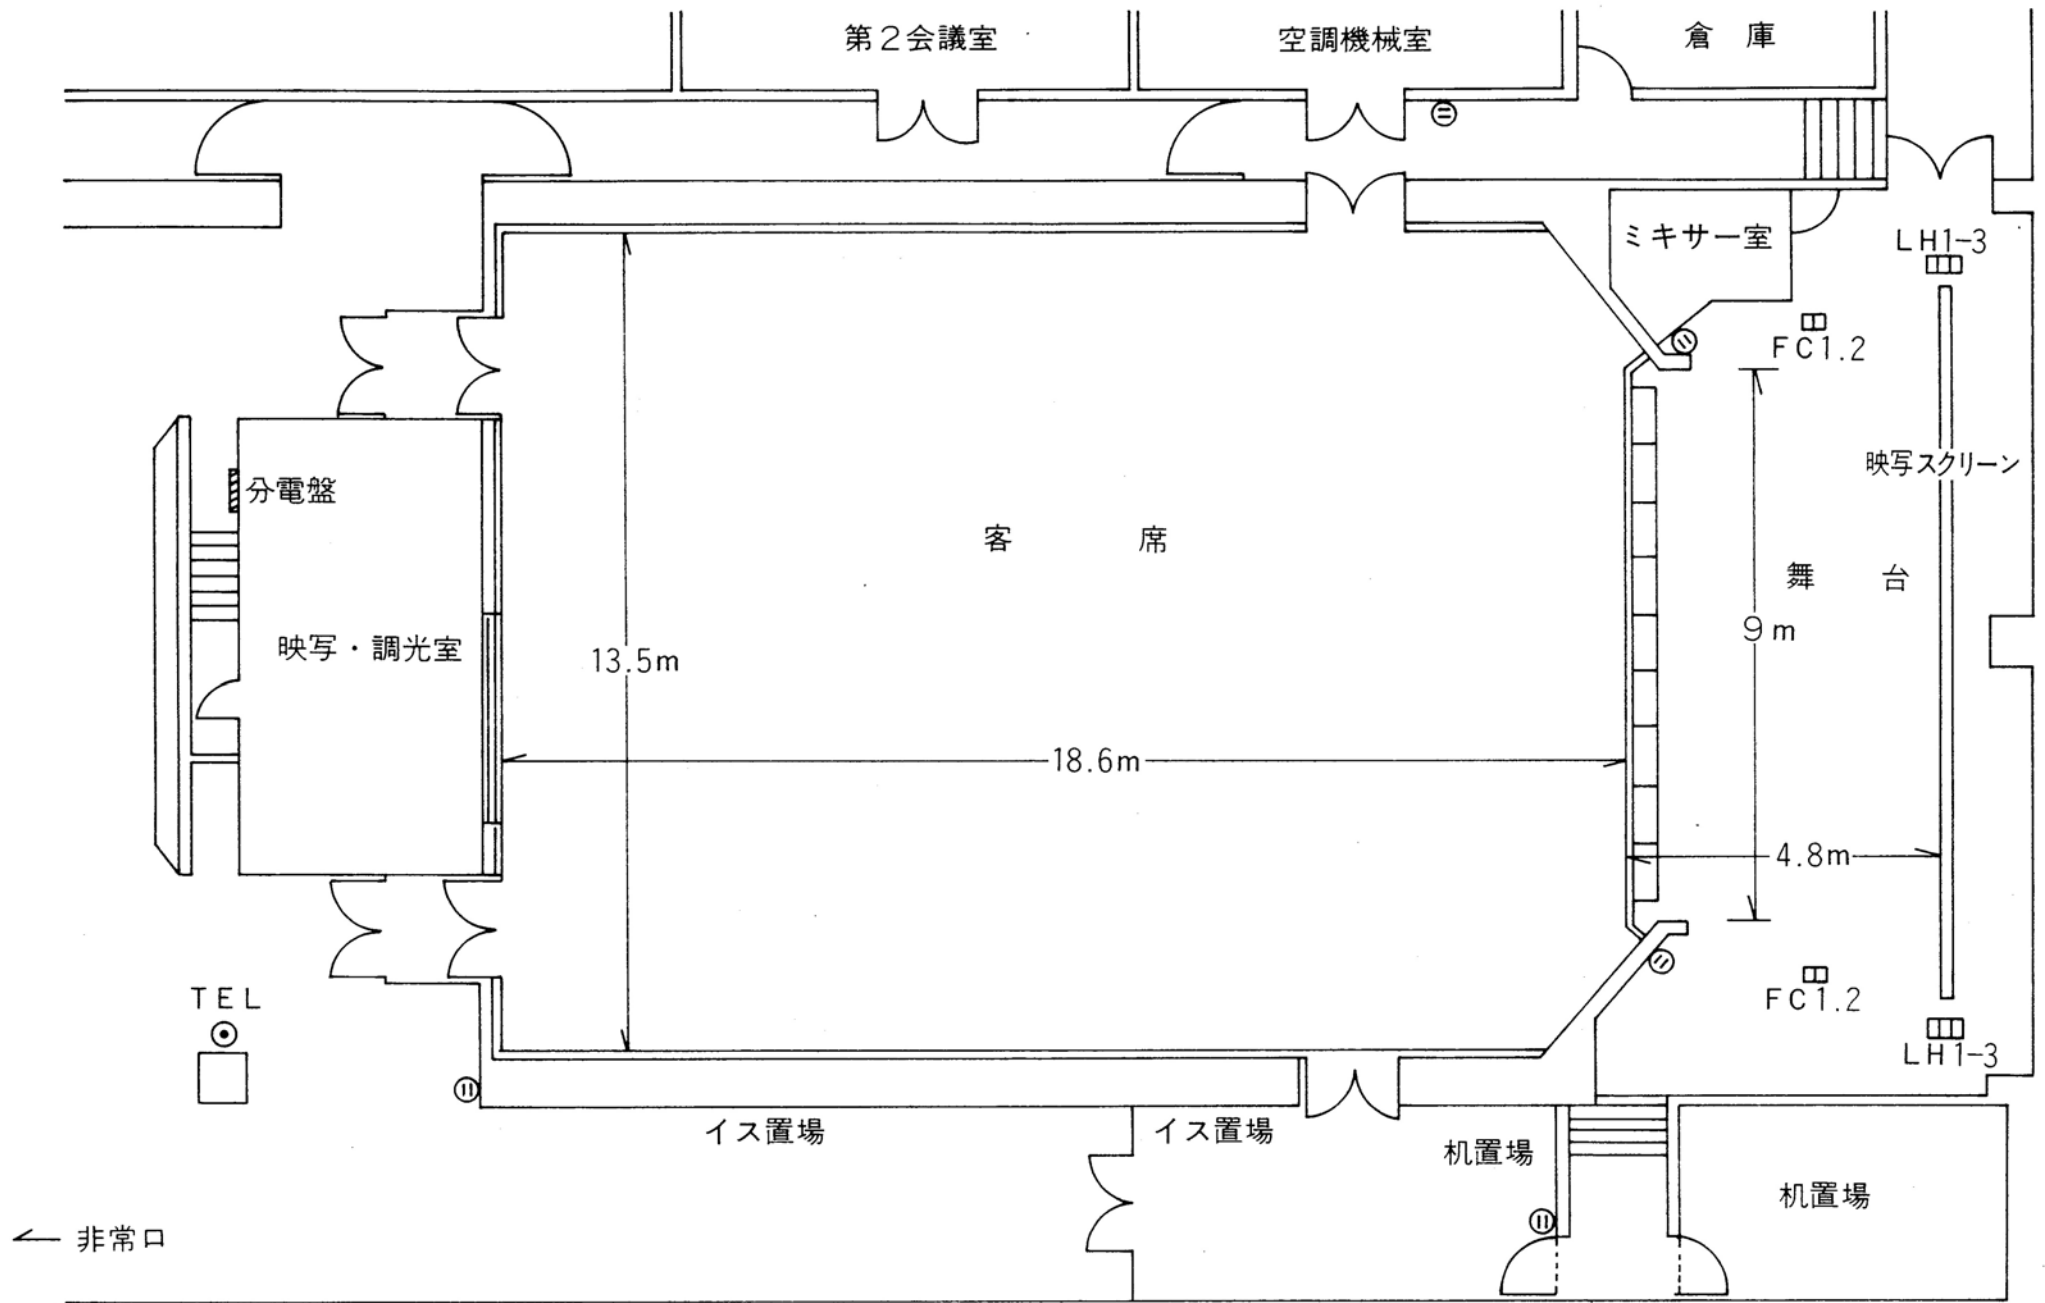 第2会議室
空調機械室
倉 庫
ミキサー室
LH1-3
FC1.2
映写スクリーン
分電盤
客 席
舞 台
9m
映写・調光室
13.5m
18.6m
4.8m
TEL
FC1.2
LH1-3
イス置場
イス置場
机置場
机置場
← 非常口